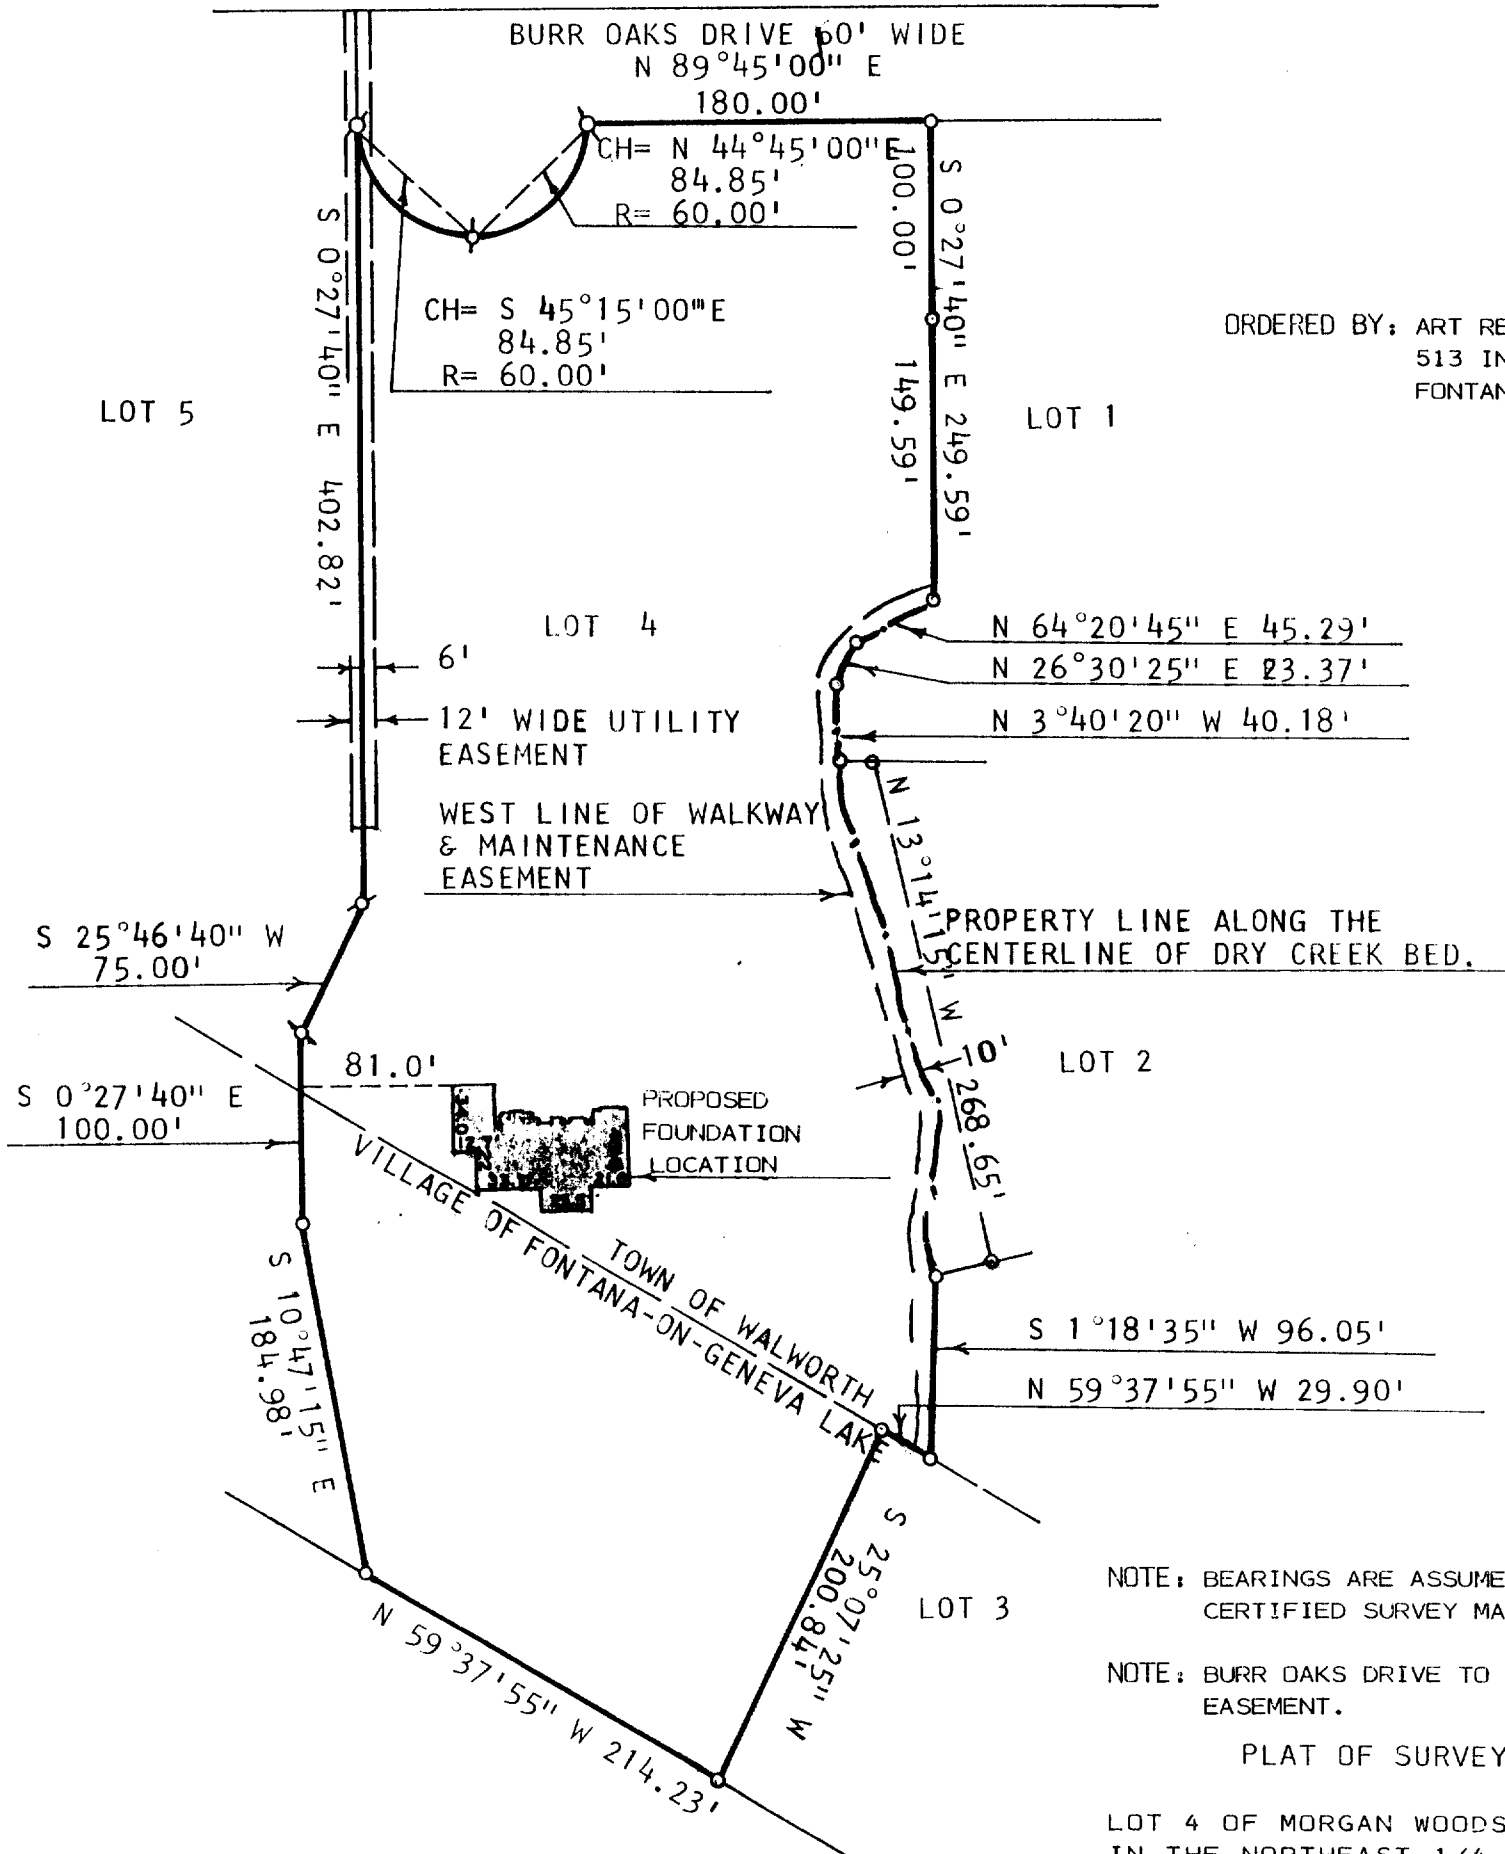 BURR OAKS DRIVE 60' WIDE
N 89°45'00" E
180.00'
CH= N 44°45'00"E
84.85'
R= 60.00'
100.00'
S 0°27'40" E 249.59'
149.59'
S 0°27'40" E 402.82'
CH= S 45°15'00"E
84.85'
R= 60.00'
ORDERED BY: ART RE
513 IN
FONTAN
LOT 5
LOT 1
LOT 4
N 64°20'45" E 45.29'
N 26°30'25" E 23.37'
N 3°40'20" W 40.18'
6'
12' WIDE UTILITY
EASEMENT
WEST LINE OF WALKWAY
& MAINTENANCE
EASEMENT
N 13°14'15" W
268.65'
PROPERTY LINE ALONG THE
CENTERLINE OF DRY CREEK BED.
S 25°46'40" W
75.00'
10'
LOT 2
81.0'
S 0°27'40" E
100.00'
PROPOSED
FOUNDATION
LOCATION
34.0
VILLAGE OF FONTANA-ON-GENEVA LAKE
TOWN OF WALWORTH
S 10°47'15" E
184.98'
S 1°18'35" W 96.05'
N 59°37'55" W 29.90'
S 25°07'25" W
200.84'
LOT 3
N 59°37'55" W 214.23'
NOTE: BEARINGS ARE ASSUME
CERTIFIED SURVEY MA
NOTE: BURR OAKS DRIVE TO
EASEMENT.
PLAT OF SURVEY
LOT 4 OF MORGAN WOODS
IN THE NORTHEAST 1/4